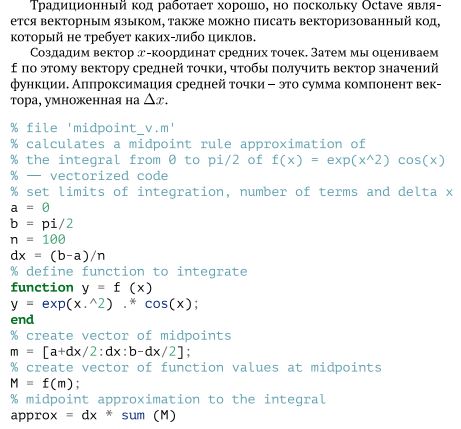 Традиционный код работает хорошо, но поскольку Octave явля-
ется векторным языком, также можно писать векторизованный код,
который не требует каких-либо циклов.
Создадим вектор x-координат средних точек. Затем мы оцениваем
f по этому вектору средней точки, чтобы получить вектор значений
функции. Аппроксимация средней точки – это сумма компонент век-
тора, умноженная на Δx.
% file 'midpoint_v.m'
% calculates a midpoint rule approximation of
% the integral from 0 to pi/2 of f(x) = exp(x^2) cos(x)
% — vectorized code
% set limits of integration, number of terms and delta x
a = 0
b = pi/2
n = 100
dx = (b-a)/n
% define function to integrate
function y = f (x)
y = exp(x.^2) .* cos(x);
end
% create vector of midpoints
m = [a+dx/2:dx:b-dx/2];
% create vector of function values at midpoints
M = f(m);
% midpoint approximation to the integral
approx = dx * sum (M)